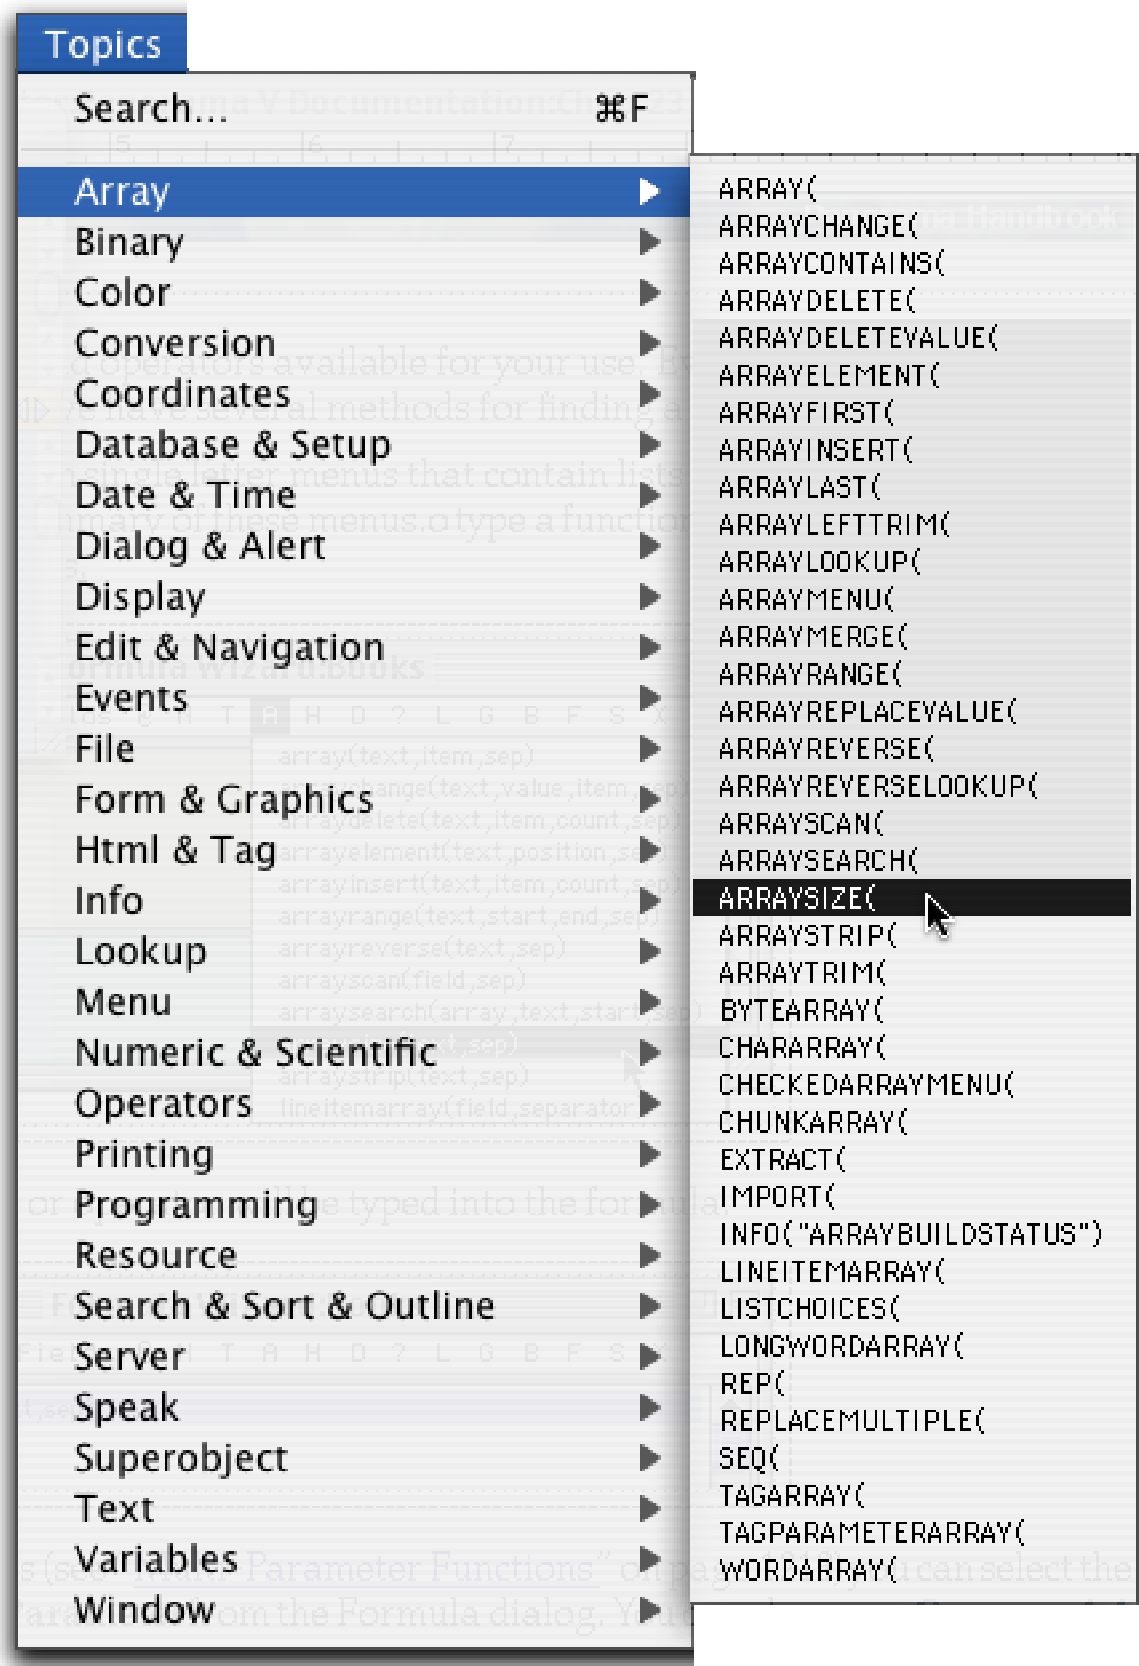 Topics
Search... ⌘F
Array
Binary
Color
Conversion
Coordinates
Database & Setup
Date & Time
Dialog & Alert
Display
Edit & Navigation
Events
File
Form & Graphics
Html & Tag
Info
Lookup
Menu
Numeric & Scientific
Operators
Printing
Programming
Resource
Search & Sort & Outline
Server
Speak
Superobject
Text
Variables
Window
ARRAY(
ARRAYCHANGE(
ARRAYCONTAINS(
ARRAYDELETE(
ARRAYDELETEVALUE(
ARRAYELEMENT(
ARRAYFIRST(
ARRAYINSERT(
ARRAYLAST(
ARRAYLEFTTRIM(
ARRAYLOOKUP(
ARRAYMENU(
ARRAYMERGE(
ARRAYRANGE(
ARRAYREPLACEVALUE(
ARRAYREVERSE(
ARRAYREVERSELOOKUP(
ARRAYSCAN(
ARRAYSEARCH(
ARRAYSIZE(
ARRAYSTRIP(
ARRAYTRIM(
BYTEARRAY(
CHARARRAY(
CHECKEDARRAYMENU(
CHUNKARRAY(
EXTRACT(
IMPORT(
INFO("ARRAYBUILDSTATUS")
LINEITEMARRAY(
LISTCHOICES(
LONGWORDARRAY(
REP(
REPLACEMULTIPLE(
SEQ(
TAGARRAY(
TAGPARAMETERARRAY(
WORDARRAY(